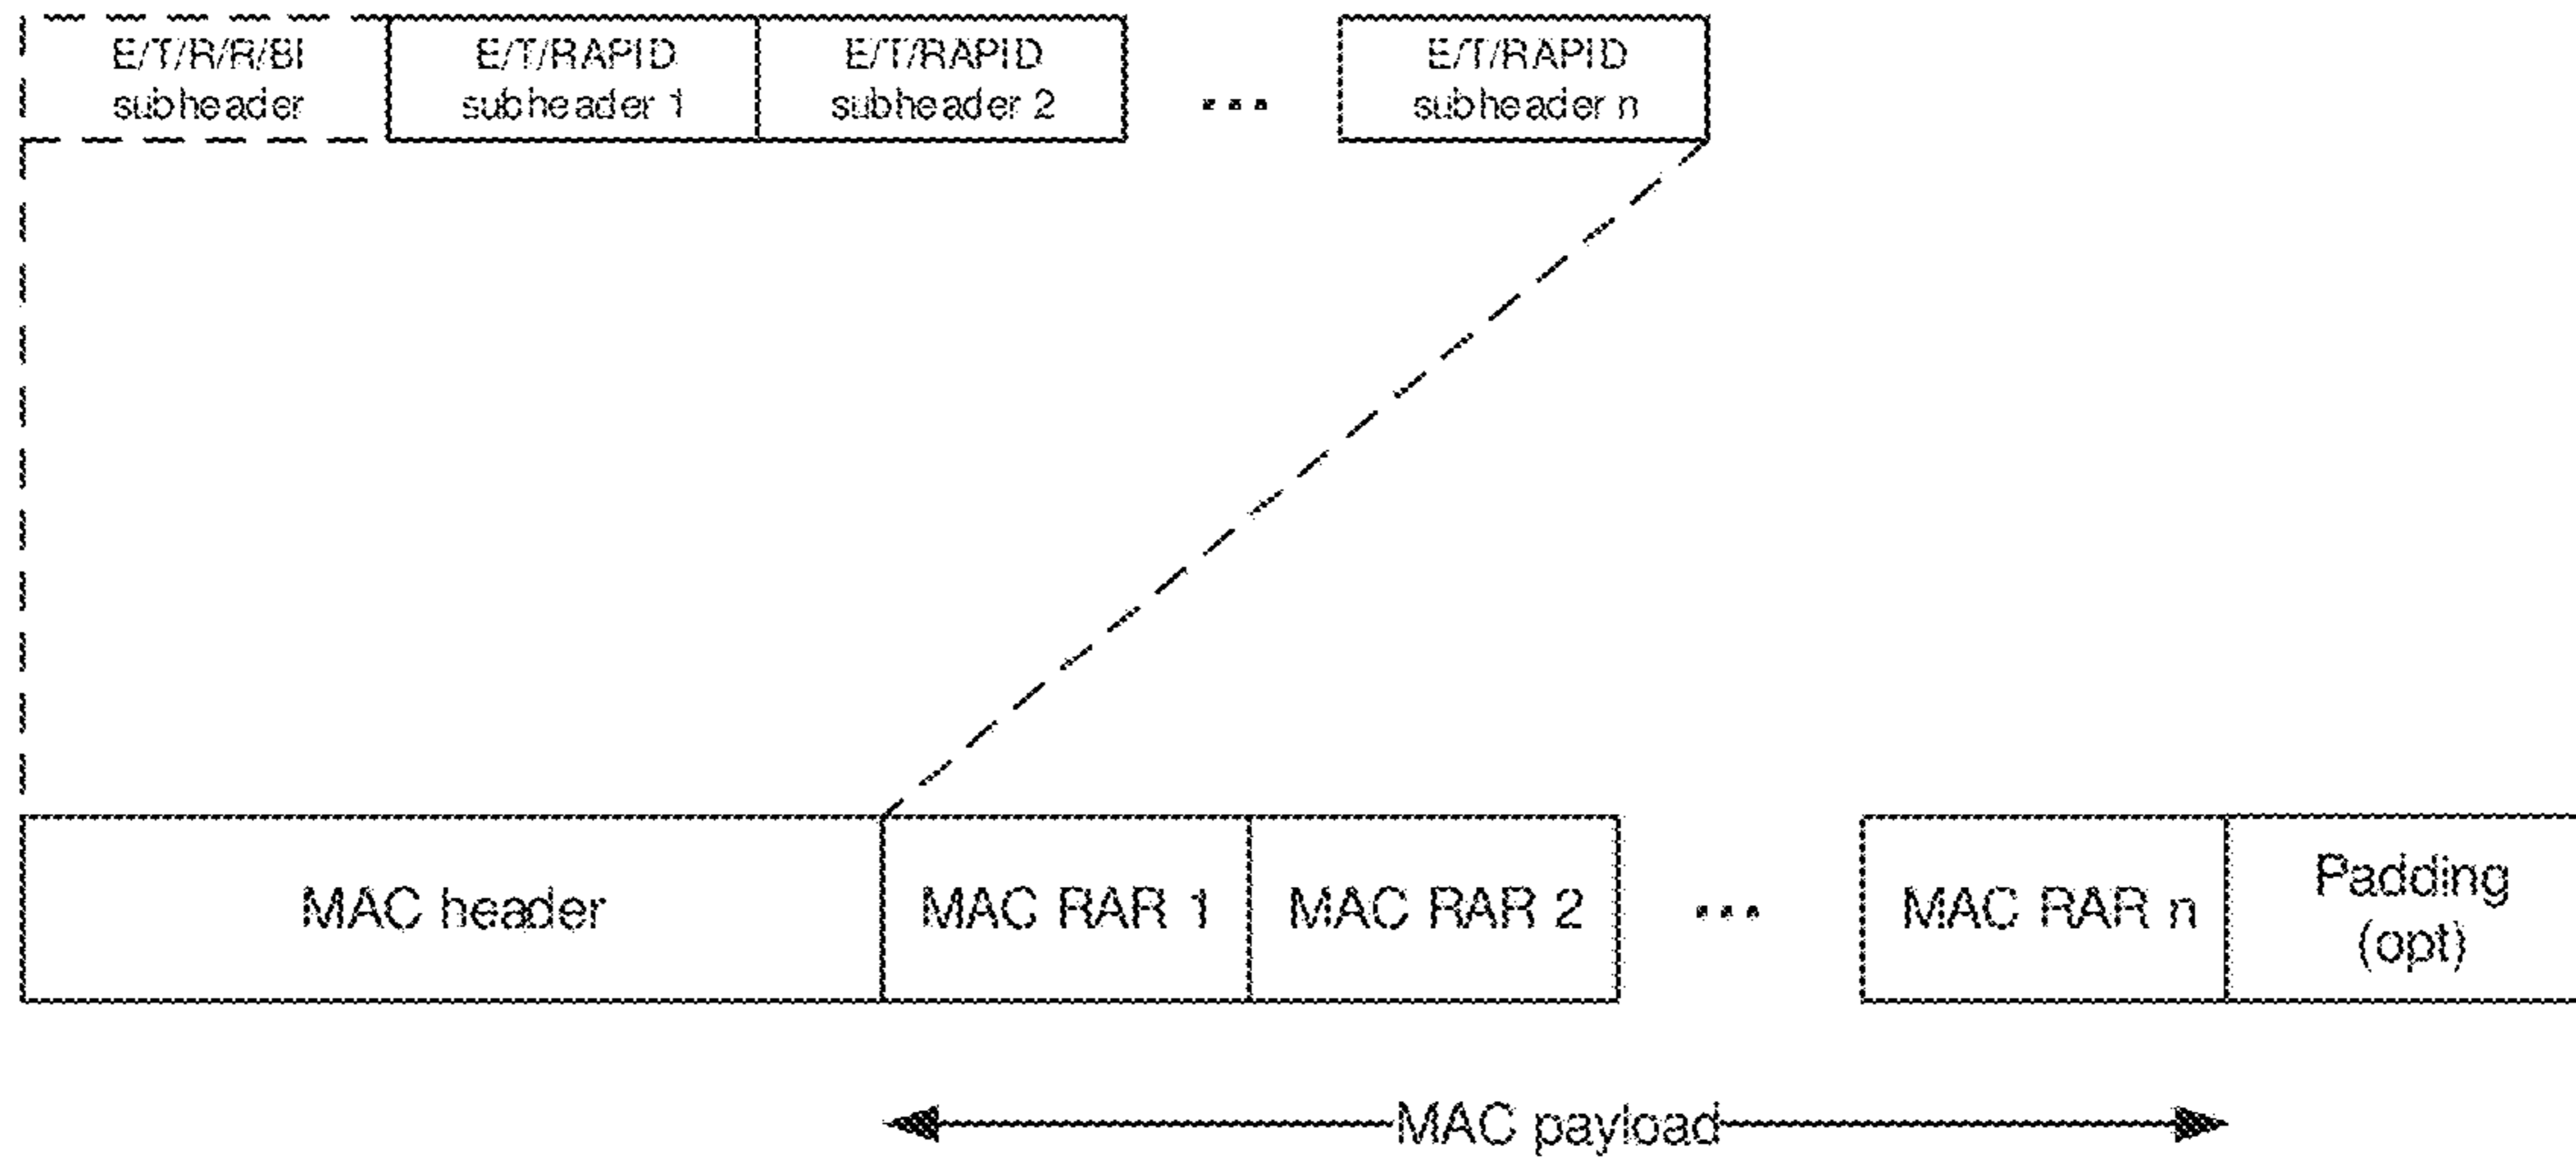 E/T/R/R/BI
subheader
E/T/RAPID
subheader 1
E/T/RAPID
subheader 2
...
E/T/RAPID
subheader n
MAC header
MAC RAR 1
MAC RAR 2
...
MAC RAR n
Padding
(opt)
MAC payload